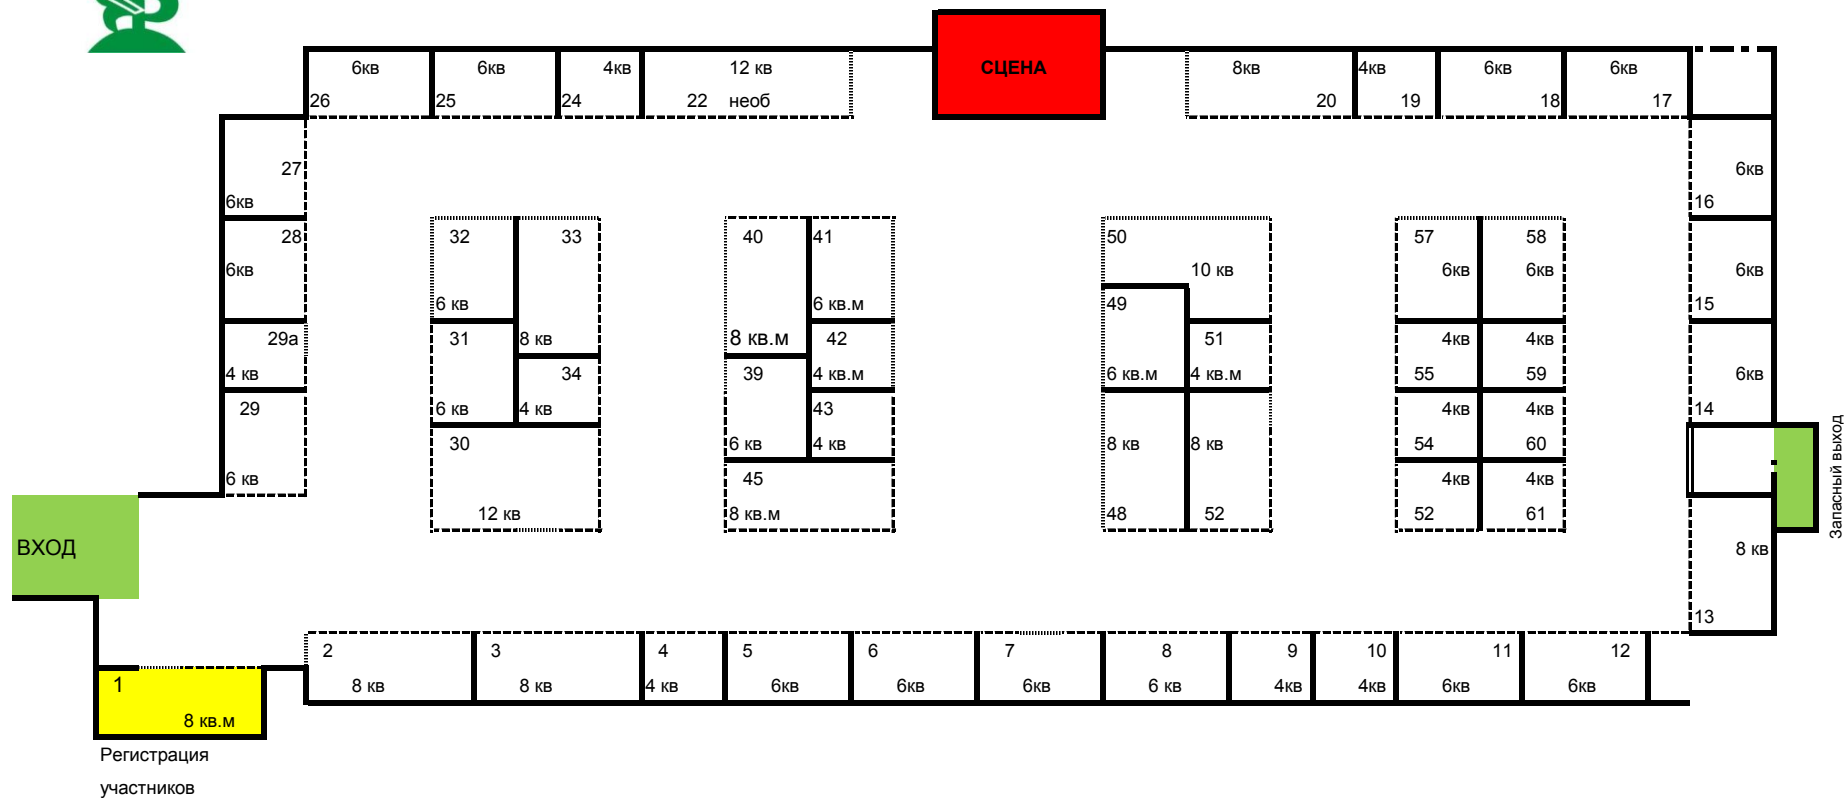 6кв 6кв 4кв 12 кв СЦЕНА 8кв 4кв 6кв 6кв
26 25 24 22 необ 20 19 18 17
27 6кв
6кв 16
28 32 33 40 41 50 57 58
6кв 10 кв 6кв 6кв 6кв
6 кв 6 кв.м 49 15
29а 31 8 кв 8 кв.м 42 51 4кв 4кв
4 кв 34 39 4 кв.м 6 кв.м 4 кв.м 55 59 6кв
29 6 кв 4 кв 43 4кв 4кв 14
30 6 кв 4 кв 8 кв 8 кв 54 60
6 кв 45 4кв 4кв
12 кв 8 кв.м 48 52 52 61
Запасный выход
ВХОД 8 кв
13
2 3 4 5 6 7 8 9 10 11 12
1 8 кв 8 кв 4 кв 6кв 6кв 6кв 6 кв 4кв 4кв 6кв 6кв
8 кв.м
Регистрация
участников